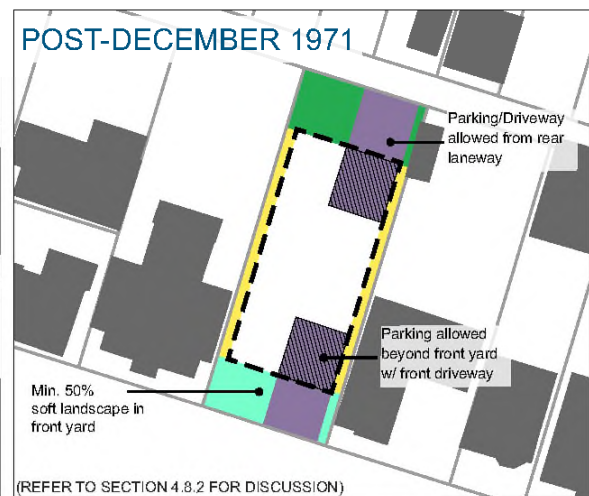 POST-DECEMBER 1971
Parking/Driveway
allowed from rear
laneway
Parking allowed
beyond front yard
w/ front driveway
Min. 50%
soft landscape in
front yard
(REFER TO SECTION 4.8.2 FOR DISCUSSION)